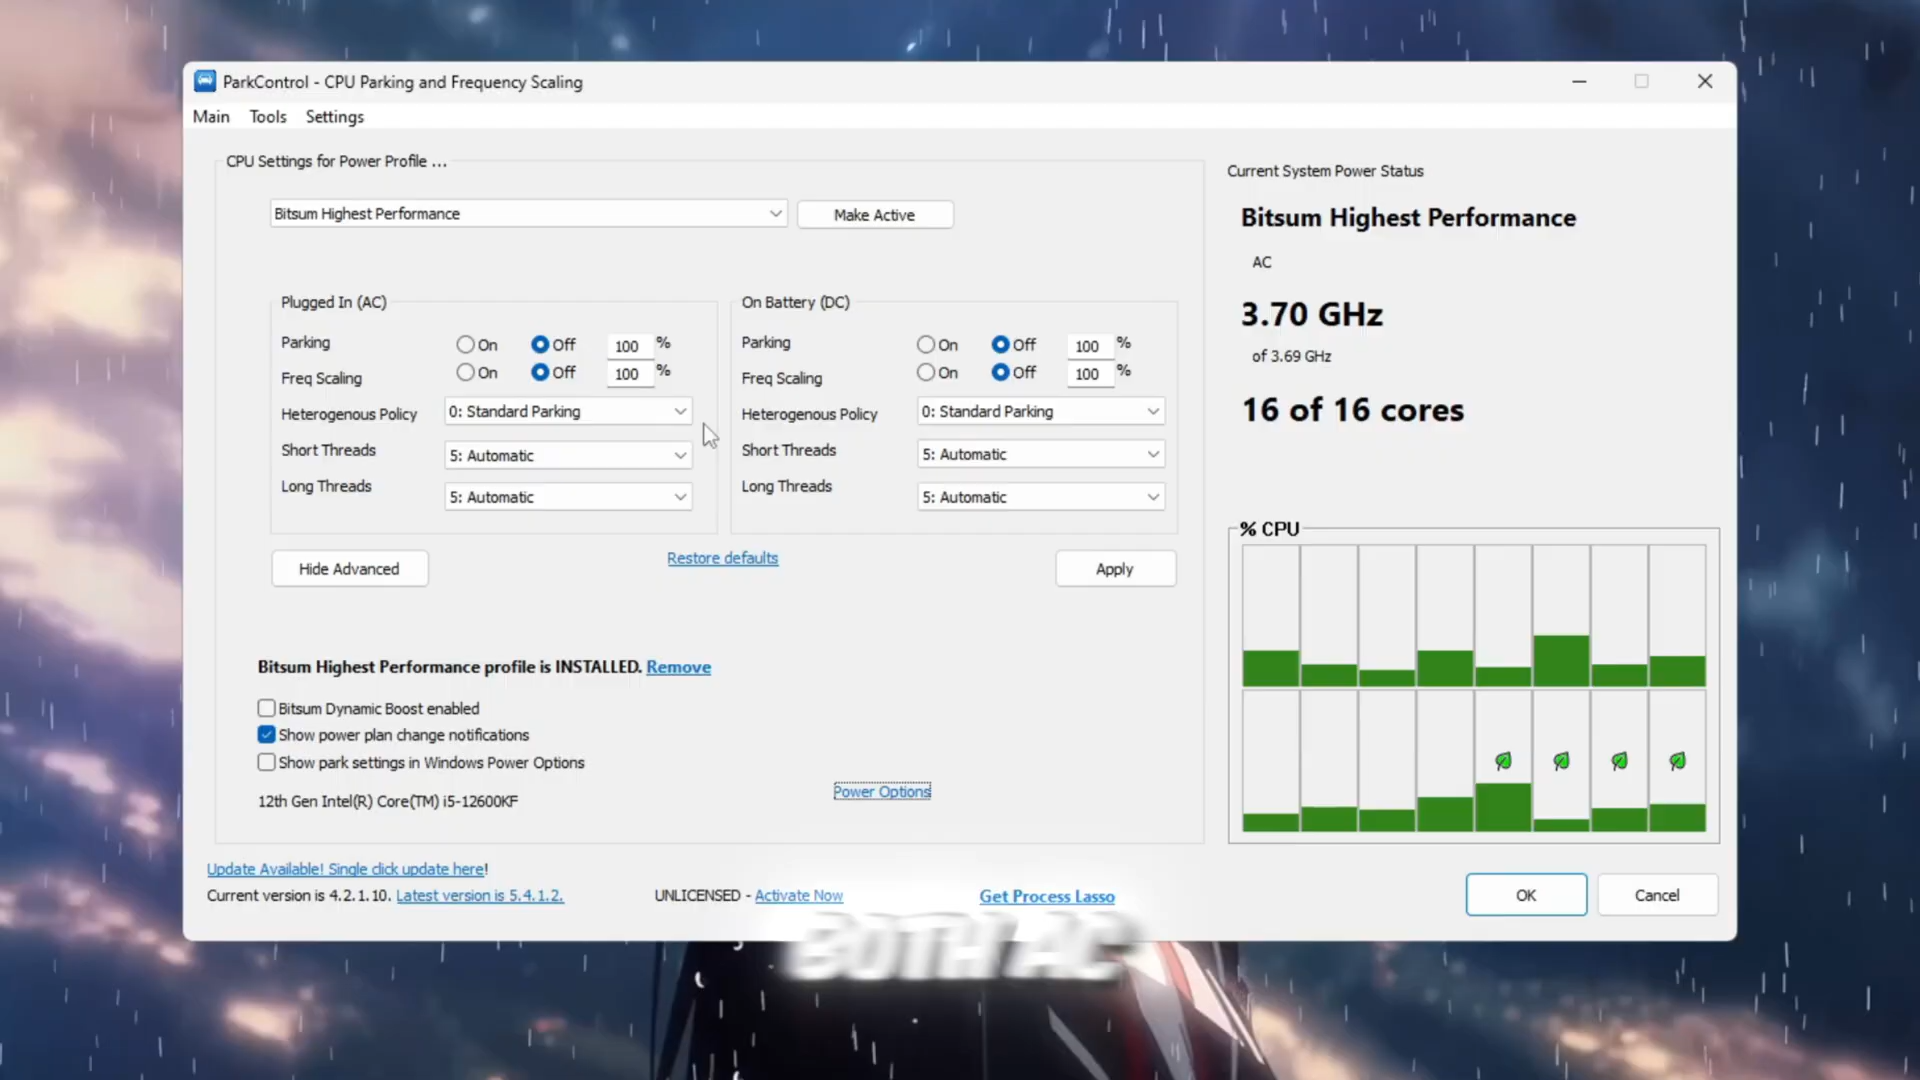 ParkControl - CPU Parking and Frequency Scaling
Main Tools Settings
CPU Settings for Power Profile ...
Bitsum Highest Performance
Make Active
Plugged In (AC)
Parking On Off 100 %
Freq Scaling On Off 100 %
Heterogenous Policy 0: Standard Parking
Short Threads 5: Automatic
Long Threads 5: Automatic
On Battery (DC)
Parking On Off 100 %
Freq Scaling On Off 100 %
Heterogenous Policy 0: Standard Parking
Short Threads 5: Automatic
Long Threads 5: Automatic
Hide Advanced
Restore defaults
Apply
Bitsum Highest Performance profile is INSTALLED. Remove
Bitsum Dynamic Boost enabled
Show power plan change notifications
Show park settings in Windows Power Options
12th Gen Intel(R) Core(TM) i5-12600KF
Power Options
Current System Power Status
Bitsum Highest Performance
AC
3.70 GHz
of 3.69 GHz
16 of 16 cores
% CPU
Update Available! Single click update here!
Current version is 4.2.1.10. Latest version is 5.4.1.2.
UNLICENSED - Activate Now
Get Process Lasso
OK
Cancel
BOTH AC